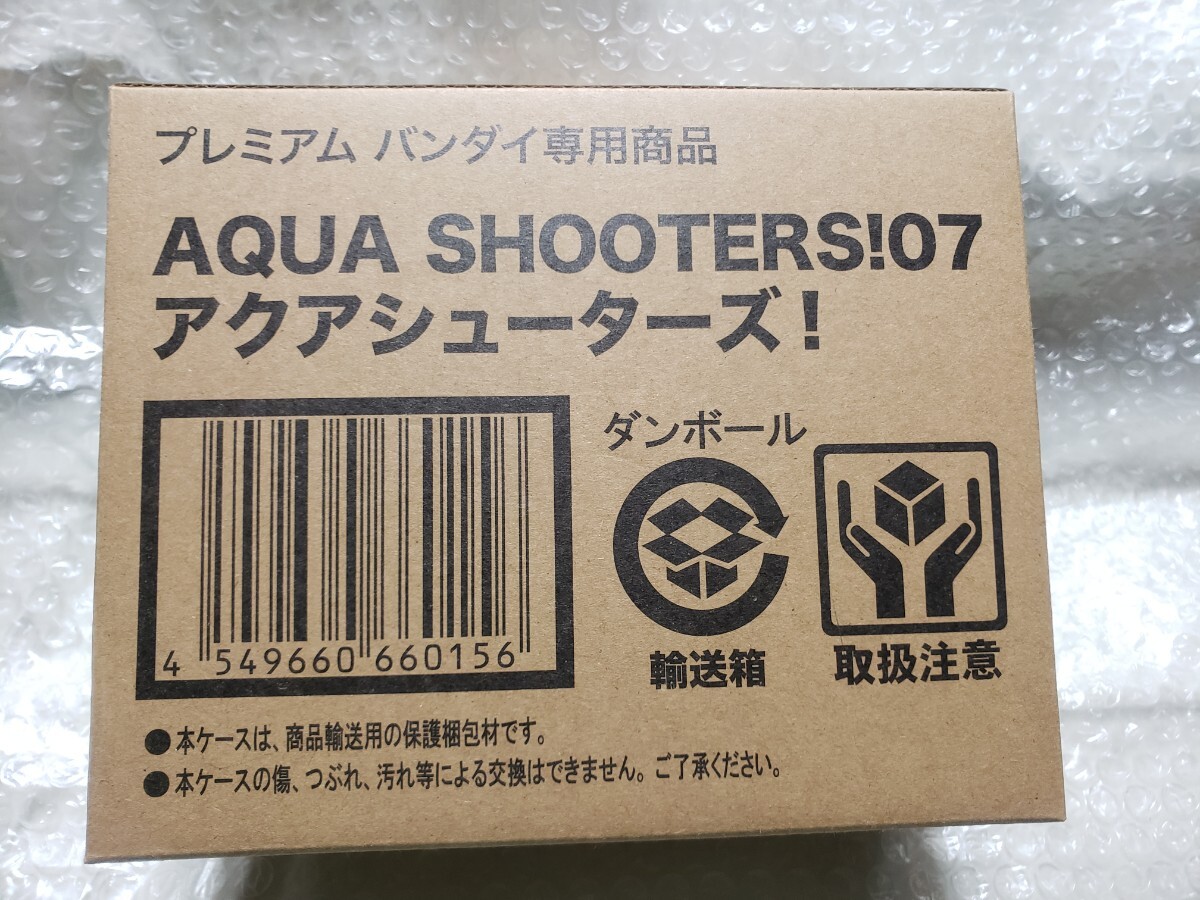 プレミアム バンダイ専用商品
AQUA SHOOTERS!07
アクアシューターズ!
4 549660 660156
ダンボール
輸送箱
取扱注意
●本ケースは、商品輸送用の保護梱包材です。
●本ケースの傷、つぶれ、汚れ等による交換はできません。ご了承ください。